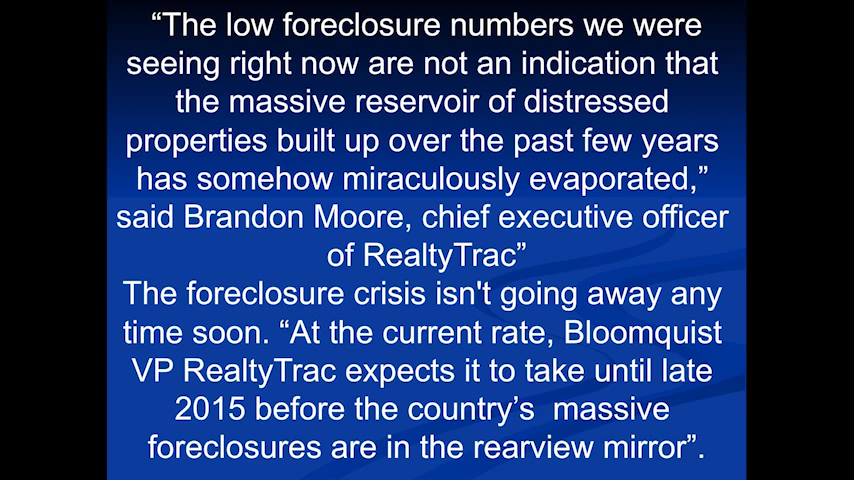 “The low foreclosure numbers we were
seeing right now are not an indication that
the massive reservoir of distressed
properties built up over the past few years
has somehow miraculously evaporated,”
said Brandon Moore, chief executive officer
of RealtyTrac”
The foreclosure crisis isn't going away any
time soon. “At the current rate, Bloomquist
VP RealtyTrac expects it to take until late
2015 before the country’s  massive
foreclosures are in the rearview mirror”.